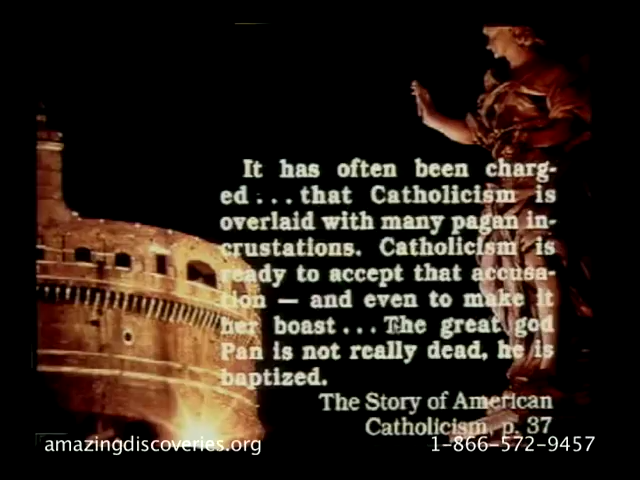 It has often been charg-
ed . . . that Catholicism is
overlaid with many pagan in-
crustations. Catholicism is
ready to accept that accusa-
tion — and even to make it
her boast . . . The great god
Pan is not really dead, he is
baptized.
The Story of American
Catholicism, p. 37
amazingdiscoveries.org
1-866-572-9457